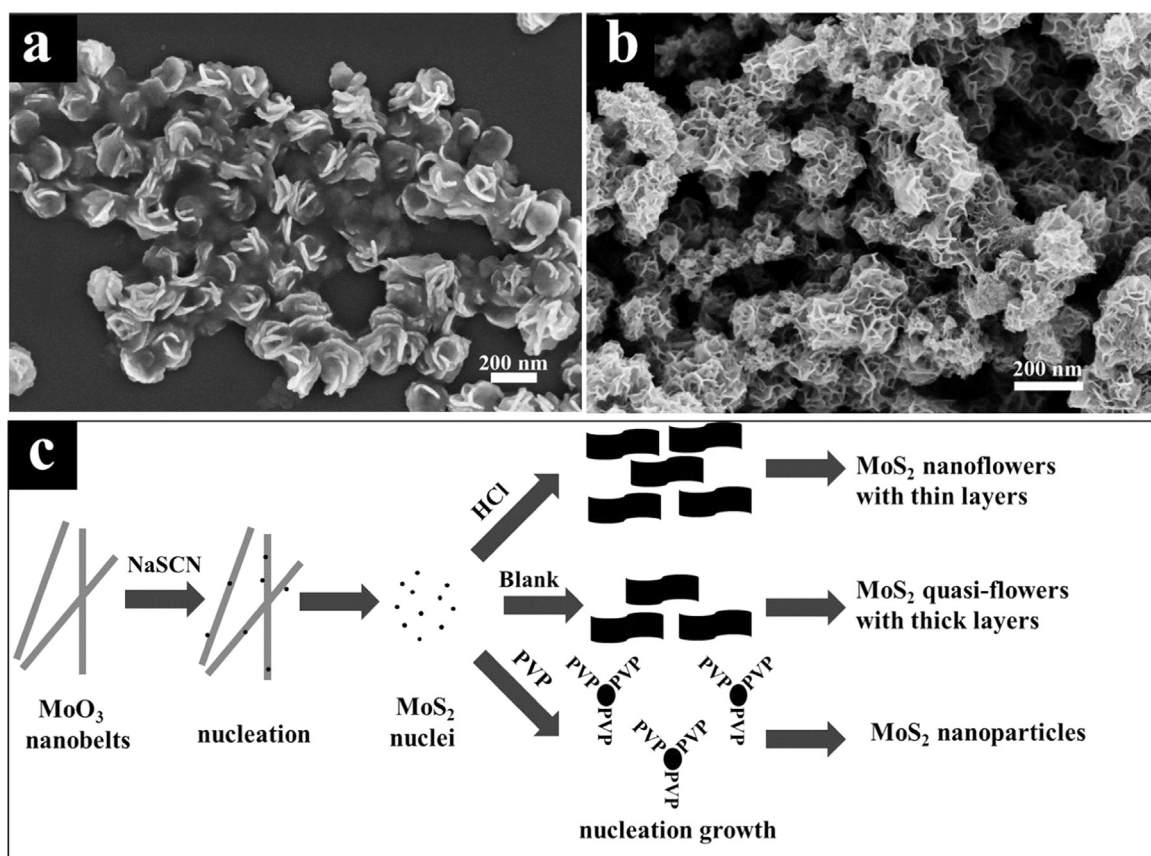 a
b
200 nm
200 nm
c
HCl
MoS₂ nanoflowers
with thin layers
NaSCN
Blank
MoS₂ quasi-flowers
with thick layers
PVP
PVP PVP
PVP
PVP PVP
PVP
PVP PVP
PVP
MoO₃
nanobelts
nucleation
MoS₂
nuclei
MoS₂ nanoparticles
nucleation growth